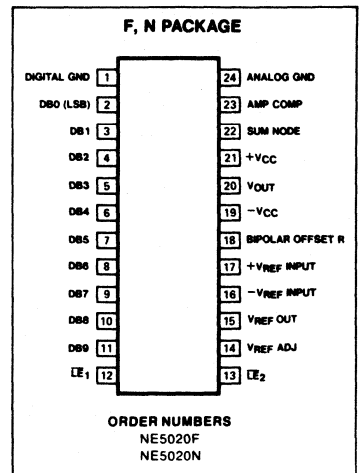 F, N PACKAGE
DIGITAL GND 1 24 ANALOG GND
DB0 (LSB) 2 23 AMP COMP
DB1 3 22 SUM NODE
DB2 4 21 +VCC
DB3 5 20 VOUT
DB4 6 19 -VCC
DB5 7 18 BIPOLAR OFFSET R
DB6 8 17 +VREF INPUT
DB7 9 16 -VREF INPUT
DB8 10 15 VREF OUT
DB9 11 14 VREF ADJ
L̅E̅1 12 13 L̅E̅2
ORDER NUMBERS
NE5020F
NE5020N